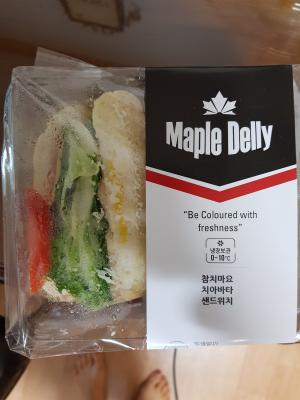 Maple Delly
“Be Coloured with
freshness”
냉장보관
0~10℃
참치마요
치아바타
샌드위치